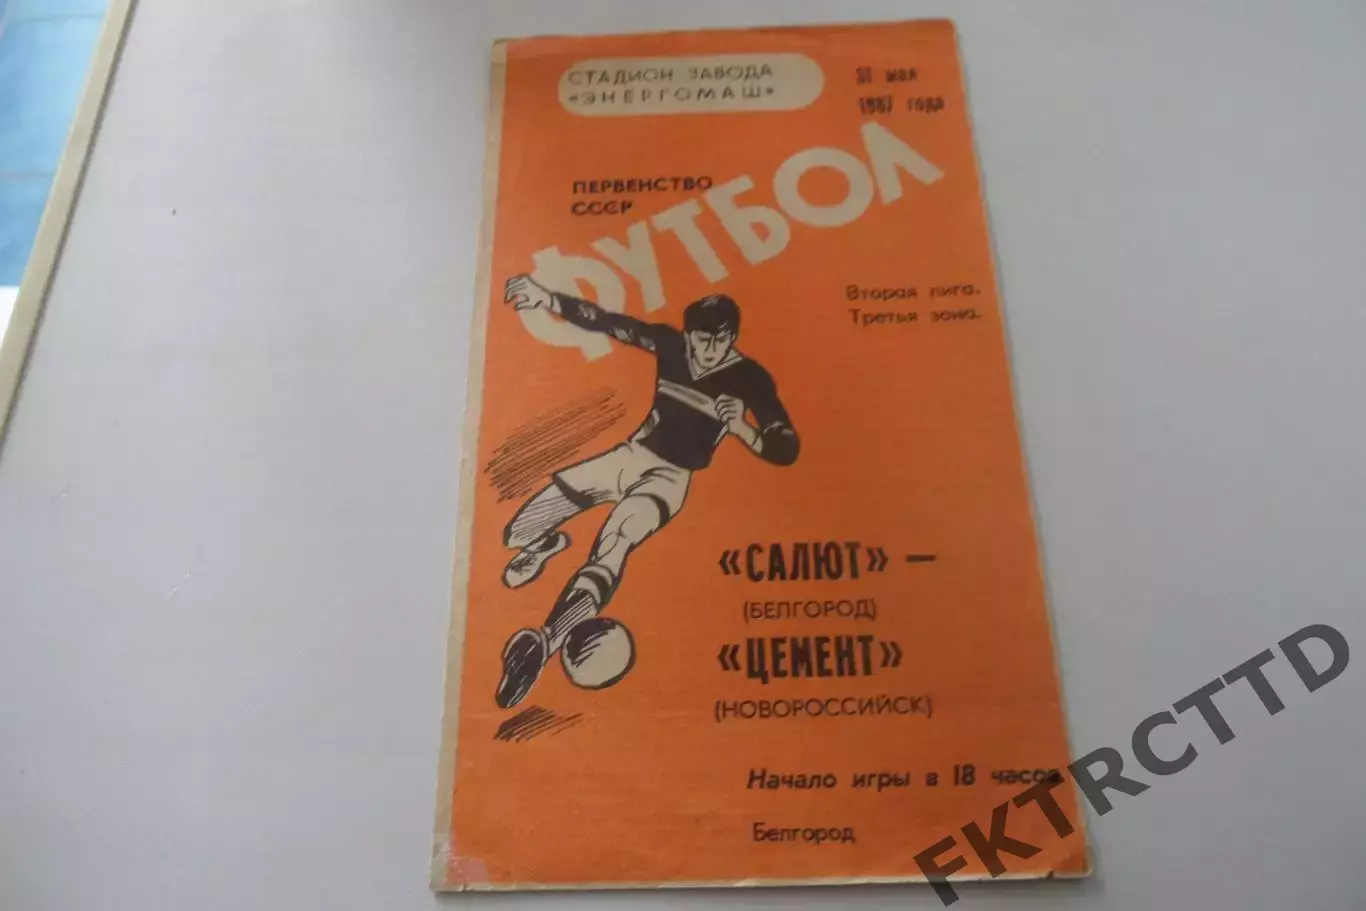 СТАДИОН ЗАВОДА
«ЭНЕРГОМАШ»
31 мая
1987 года
ПЕРВЕНСТВО
СССР
ФУТБОЛ
Вторая лига.
Третья зона.
«САЛЮТ» –
(БЕЛГОРОД)
«ЦЕМЕНТ»
(НОВОРОССИЙСК)
Начало игры в 18 часов
Белгород
FKTRCTTD